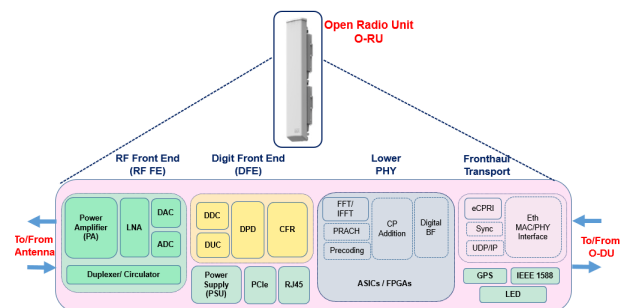 Open Radio Unit
O-RU
RF Front End
(RF FE)
Digit Front End
(DFE)
Lower
PHY
Fronthaul
Transport
To/From
Antenna
Power
Amplifier
(PA)
LNA
DAC
ADC
Duplexer/ Circulator
DDC
DUC
DPD
CFR
Power
Supply
(PSU)
PCIe
RJ45
FFT/
IFFT
PRACH
Precoding
CP
Addition
Digital
BF
ASICs / FPGAs
eCPRI
Sync
UDP/IP
Eth
MAC/PHY
Interface
GPS
IEEE 1588
LED
To/From
O-DU